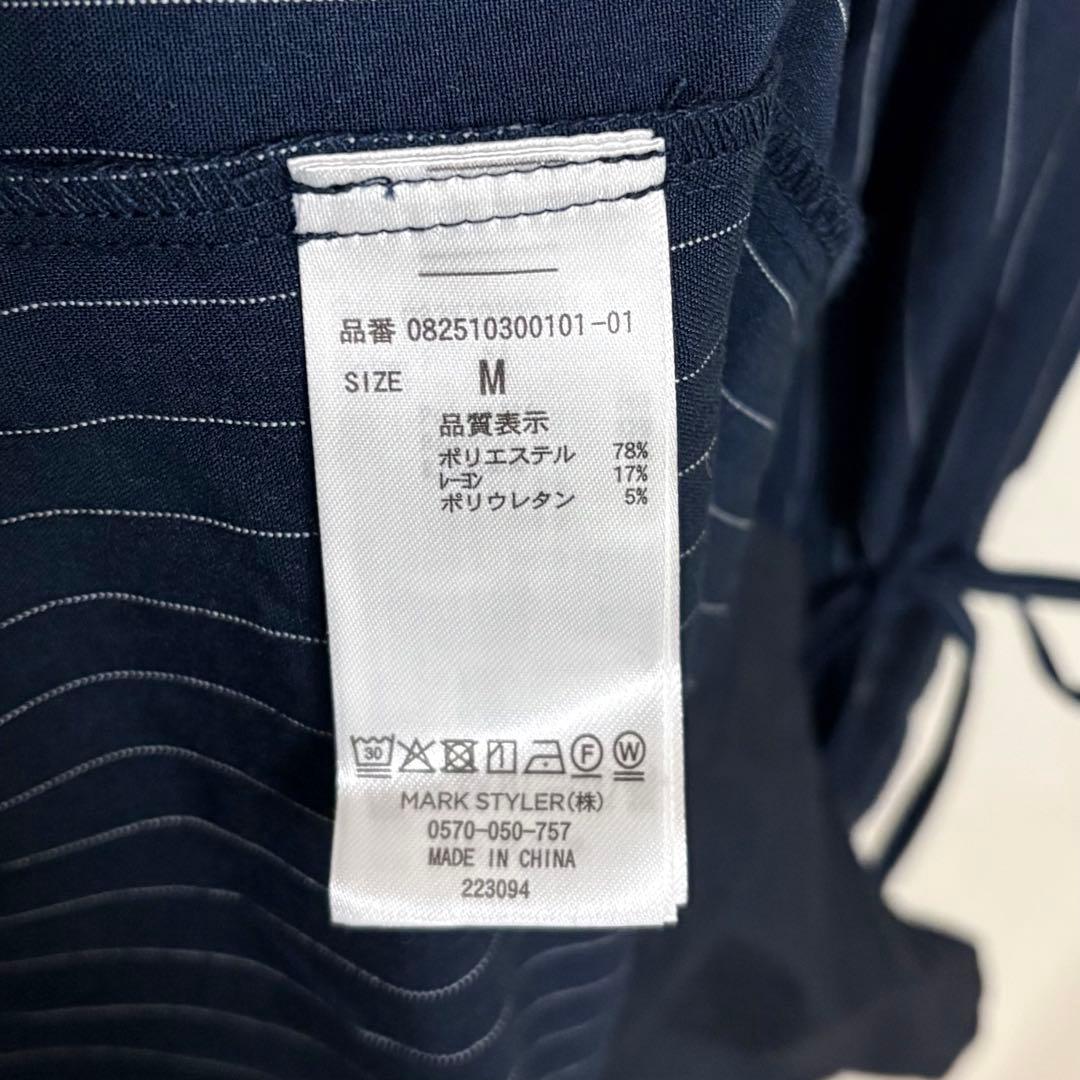 品番 082510300101-01
SIZE M
品質表示
ポリエステル 78%
レーヨン 17%
ポリウレタン 5%
30 F W
MARK STYLER(株)
0570-050-757
MADE IN CHINA
223094